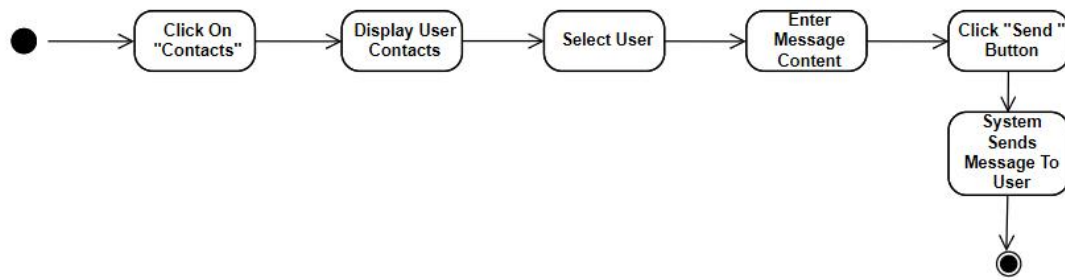 Click On
"Contacts"
Display User
Contacts
Select User
Enter
Message
Content
Click "Send "
Button
System
Sends
Message To
User